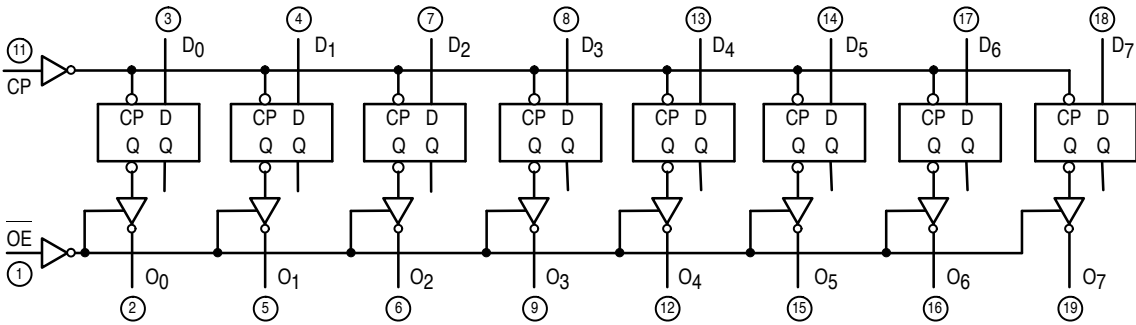 3 4 7 8 13 14 17 18
11 D0 D1 D2 D3 D4 D5 D6 D7
CP
CP D CP D CP D CP D CP D CP D CP D CP D
Q Q Q Q Q Q Q Q Q Q Q Q Q Q Q Q
OE
1 O0 O1 O2 O3 O4 O5 O6 O7
2 5 6 9 12 15 16 19